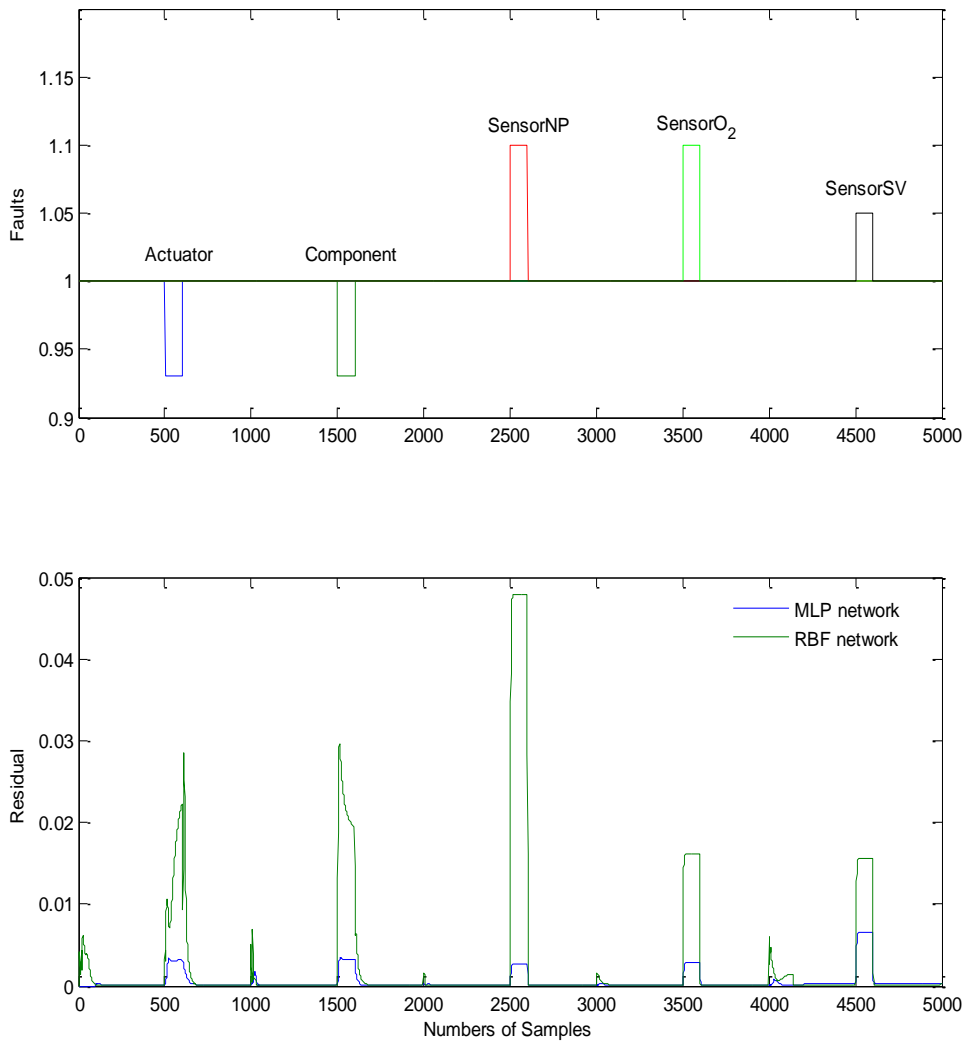 1.15
SensorNP
SensorO2
1.1
SensorSV
1.05
Faults
Actuator
Component
1
0.95
0.9
0 500 1000 1500 2000 2500 3000 3500 4000 4500 5000
0.05
MLP network
RBF network
0.04
0.03
Residual
0.02
0.01
0
0 500 1000 1500 2000 2500 3000 3500 4000 4500 5000
Numbers of Samples